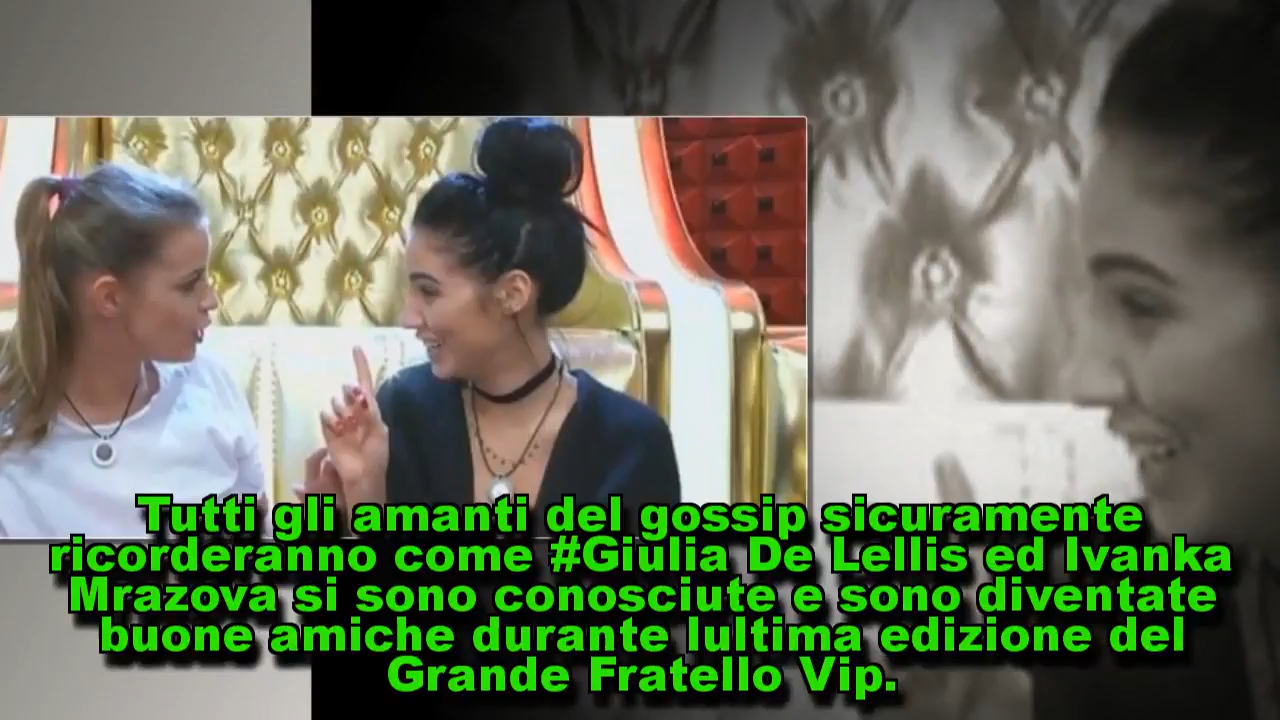 Tutti gli amanti del gossip sicuramente
ricorderanno come #Giulia De Lellis ed Ivanka
Mrazova si sono conosciute e sono diventate
buone amiche durante lultima edizione del
Grande Fratello Vip.